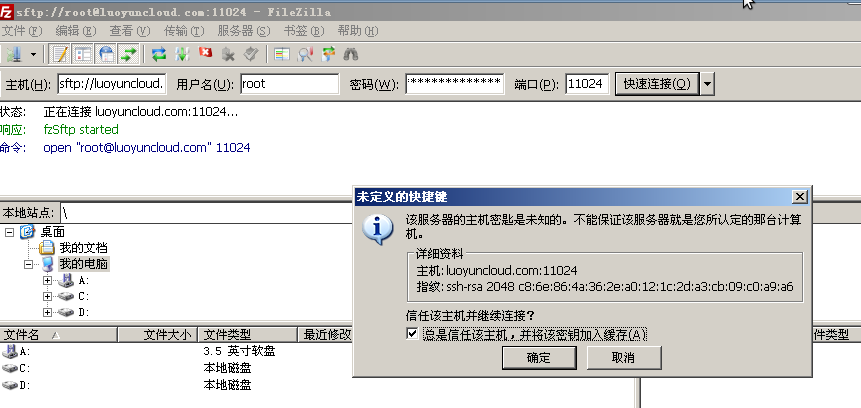 sftp://root@luoyuncloud.com:11024 - FileZilla
文件(F) 编辑(E) 查看(V) 传输(T) 服务器(S) 书签(B) 帮助(H)
主机(H): sftp://luoyuncloud. 用户名(U): root 密码(W): ************* 端口(P): 11024 快速连接(Q)
状态: 正在连接 luoyuncloud.com:11024...
响应: fzSftp started
命令: open "root@luoyuncloud.com" 11024
本地站点: \
桌面
我的文档
我的电脑
A:
C:
D:
文件名 文件大小 文件类型 最近修改
A: 3.5 英寸软盘
C: 本地磁盘
D: 本地磁盘
未定义的快捷键
该服务器的主机密匙是未知的。不能保证该服务器就是您所认定的那台计算
机。
详细资料
主机: luoyuncloud.com:11024
指纹: ssh-rsa 2048 c8:6e:86:4a:36:2e:a0:12:1c:2d:a3:cb:09:c0:a9:a6
信任该主机并继续连接?
总是信任该主机，并将该密钥加入缓存(A)
确定 取消
件类型